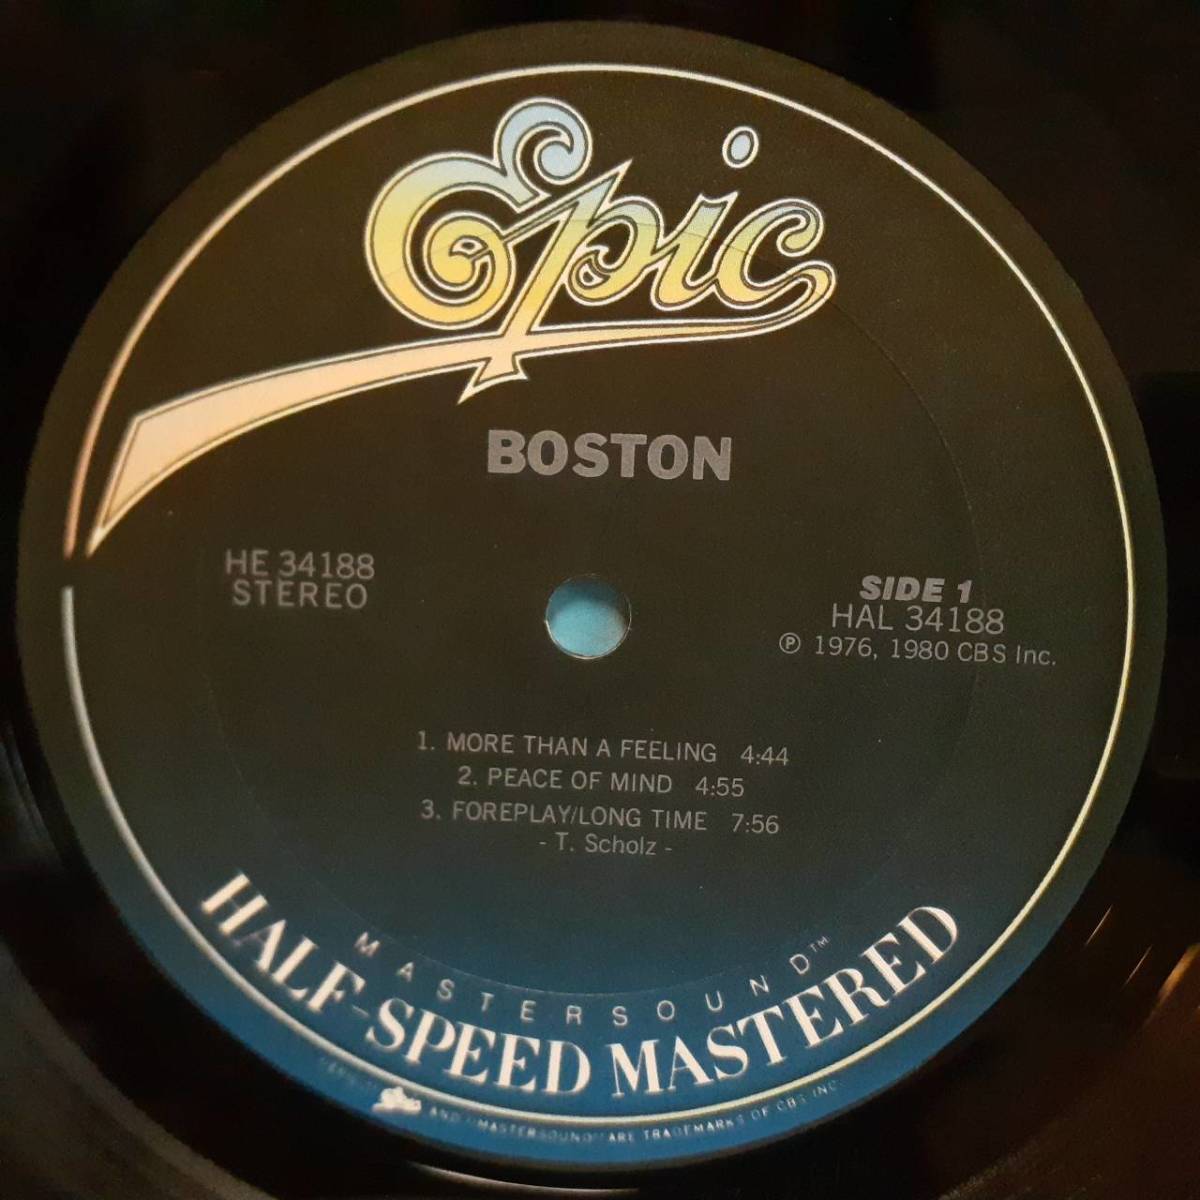 Epic
BOSTON
HE 34188
STEREO
SIDE 1
HAL 34188
℗ 1976, 1980 CBS Inc.
1. MORE THAN A FEELING 4:44
2. PEACE OF MIND 4:55
3. FOREPLAY/LONG TIME 7:56
- T. Scholz -
MASTERSOUND™
HALF-SPEED MASTERED
Epic AND "MASTERSOUND" ARE TRADEMARKS OF CBS INC.